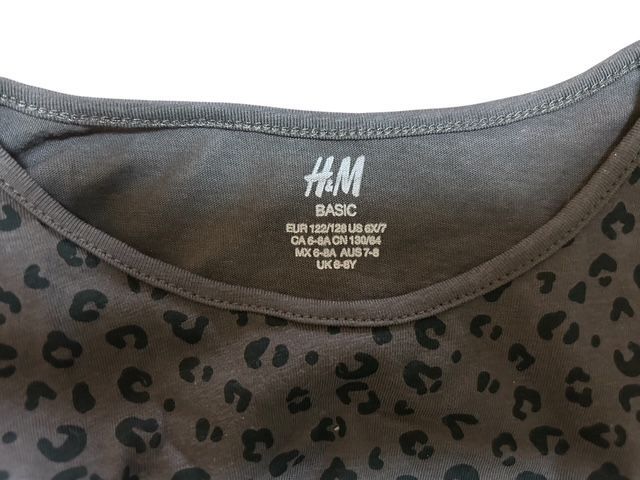 H&M
BASIC
EUR 122/128 US 6X/7
CA 6-8A CN 130/64
MX 6-8A AUS 7-8
UK 6-8Y